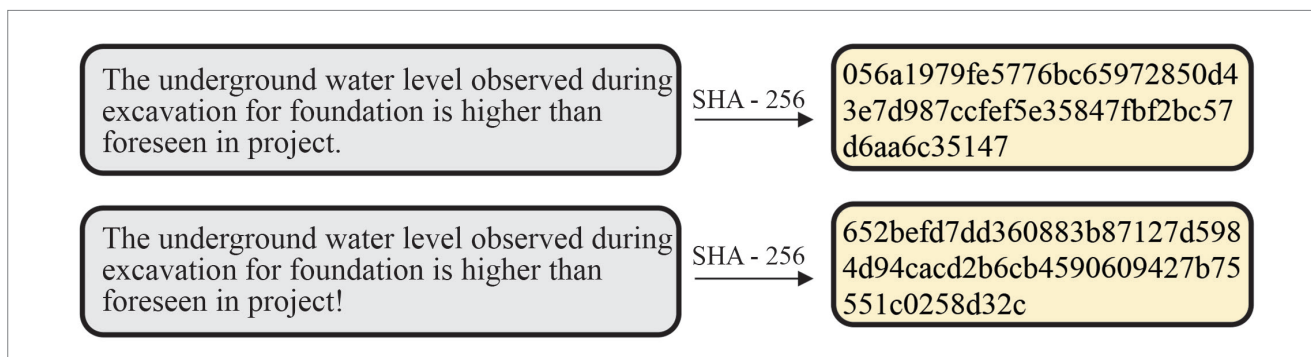 The underground water level observed during
excavation for foundation is higher than
foreseen in project.
SHA - 256
056a1979fe5776bc65972850d4
3e7d987ccfef5e35847fbf2bc57
d6aa6c35147
The underground water level observed during
excavation for foundation is higher than
foreseen in project!
SHA - 256
652befd7dd360883b87127d598
4d94cacd2b6cb4590609427b75
551c0258d32c